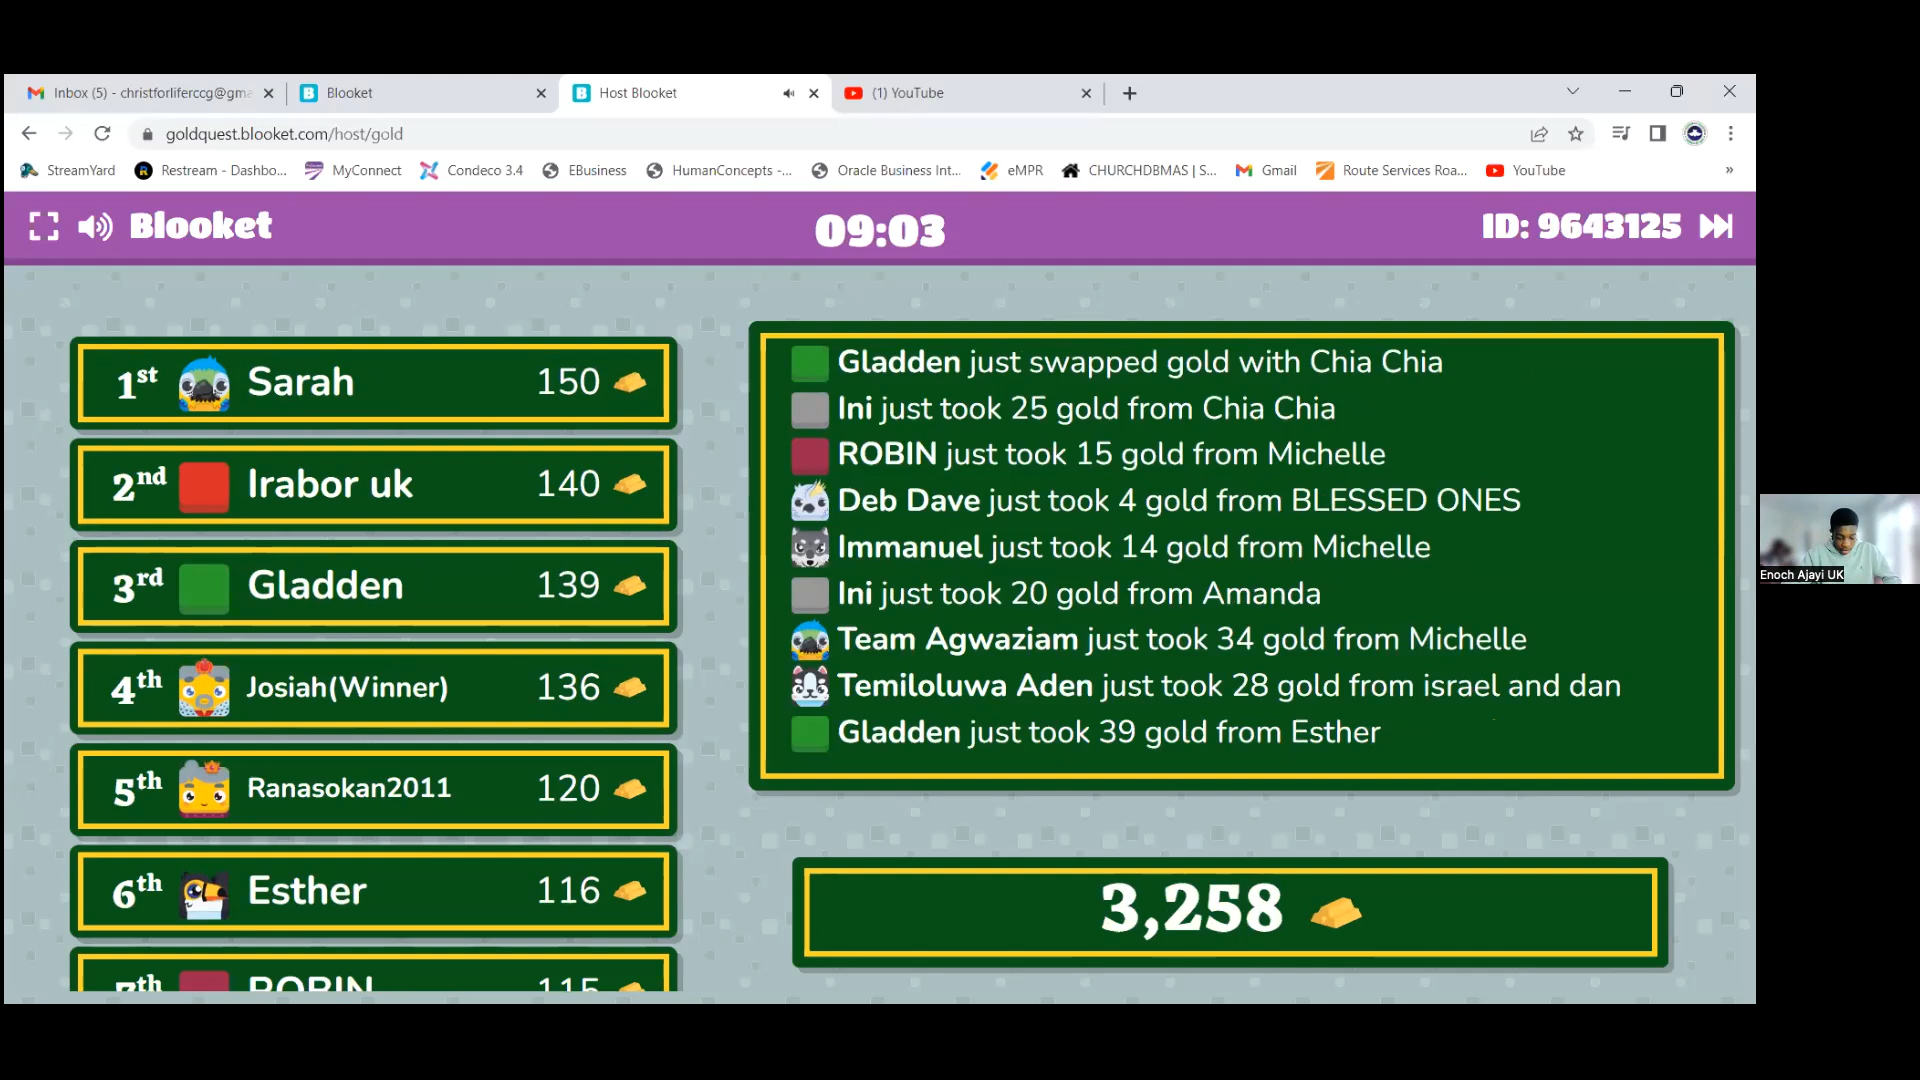 Inbox (5) - christforliferccg@gma
Blooket
Host Blooket
(1) YouTube
goldquest.blooket.com/host/gold
StreamYard
Restream - Dashbo...
MyConnect
Condeco 3.4
EBusiness
HumanConcepts -...
Oracle Business Int...
eMPR
CHURCHDBMAS | S...
Gmail
Route Services Roa...
YouTube
»
Blooket
09:03
ID: 9643125
1st Sarah 150
2nd Irabor uk 140
3rd Gladden 139
4th Josiah(Winner) 136
5th Ranasokan2011 120
6th Esther 116
7th ROBIN 115
Gladden just swapped gold with Chia Chia
Ini just took 25 gold from Chia Chia
ROBIN just took 15 gold from Michelle
Deb Dave just took 4 gold from BLESSED ONES
Immanuel just took 14 gold from Michelle
Ini just took 20 gold from Amanda
Team Agwaziam just took 34 gold from Michelle
Temiloluwa Aden just took 28 gold from israel and dan
Gladden just took 39 gold from Esther
3,258
Enoch Ajayi UK